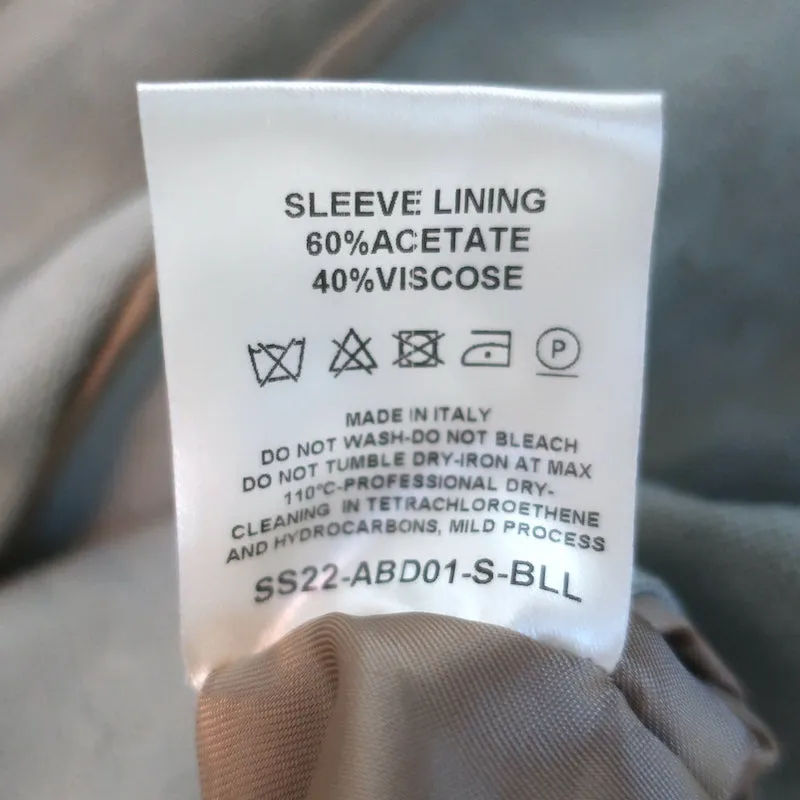 SLEEVE LINING
60%ACETATE
40%VISCOSE
P
MADE IN ITALY
DO NOT WASH-DO NOT BLEACH
DO NOT TUMBLE DRY-IRON AT MAX
110°C-PROFESSIONAL DRY-
CLEANING IN TETRACHLOROETHENE
AND HYDROCARBONS, MILD PROCESS
SS22-ABD01-S-BLL